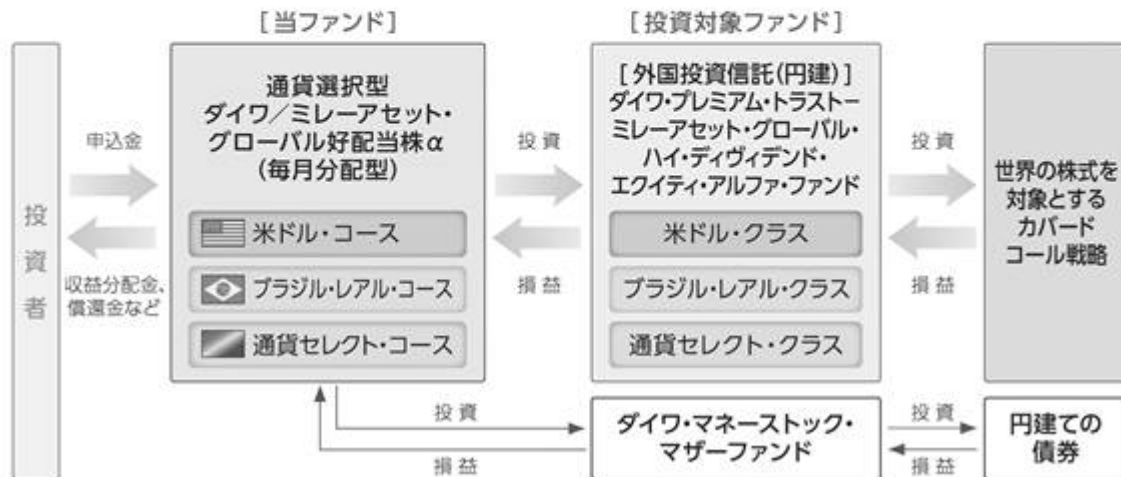 [当ファンド]
[投資対象ファンド]
投資者
申込金
収益分配金、
償還金など
通貨選択型
ダイワ／ミレーアセット・
グローバル好配当株α
(毎月分配型)
米ドル・コース
ブラジル・レアル・コース
通貨セレクト・コース
投資
損益
[外国投資信託(円建)]
ダイワ・プレミアム・トラスト−
ミレーアセット・グローバル・
ハイ・ディヴィデンド・
エクイティ・アルファ・ファンド
米ドル・クラス
ブラジル・レアル・クラス
通貨セレクト・クラス
投資
損益
世界の株式を
対象とする
カバード
コール戦略
投資
損益
ダイワ・マネーストック・
マザーファンド
投資
損益
円建ての
債券